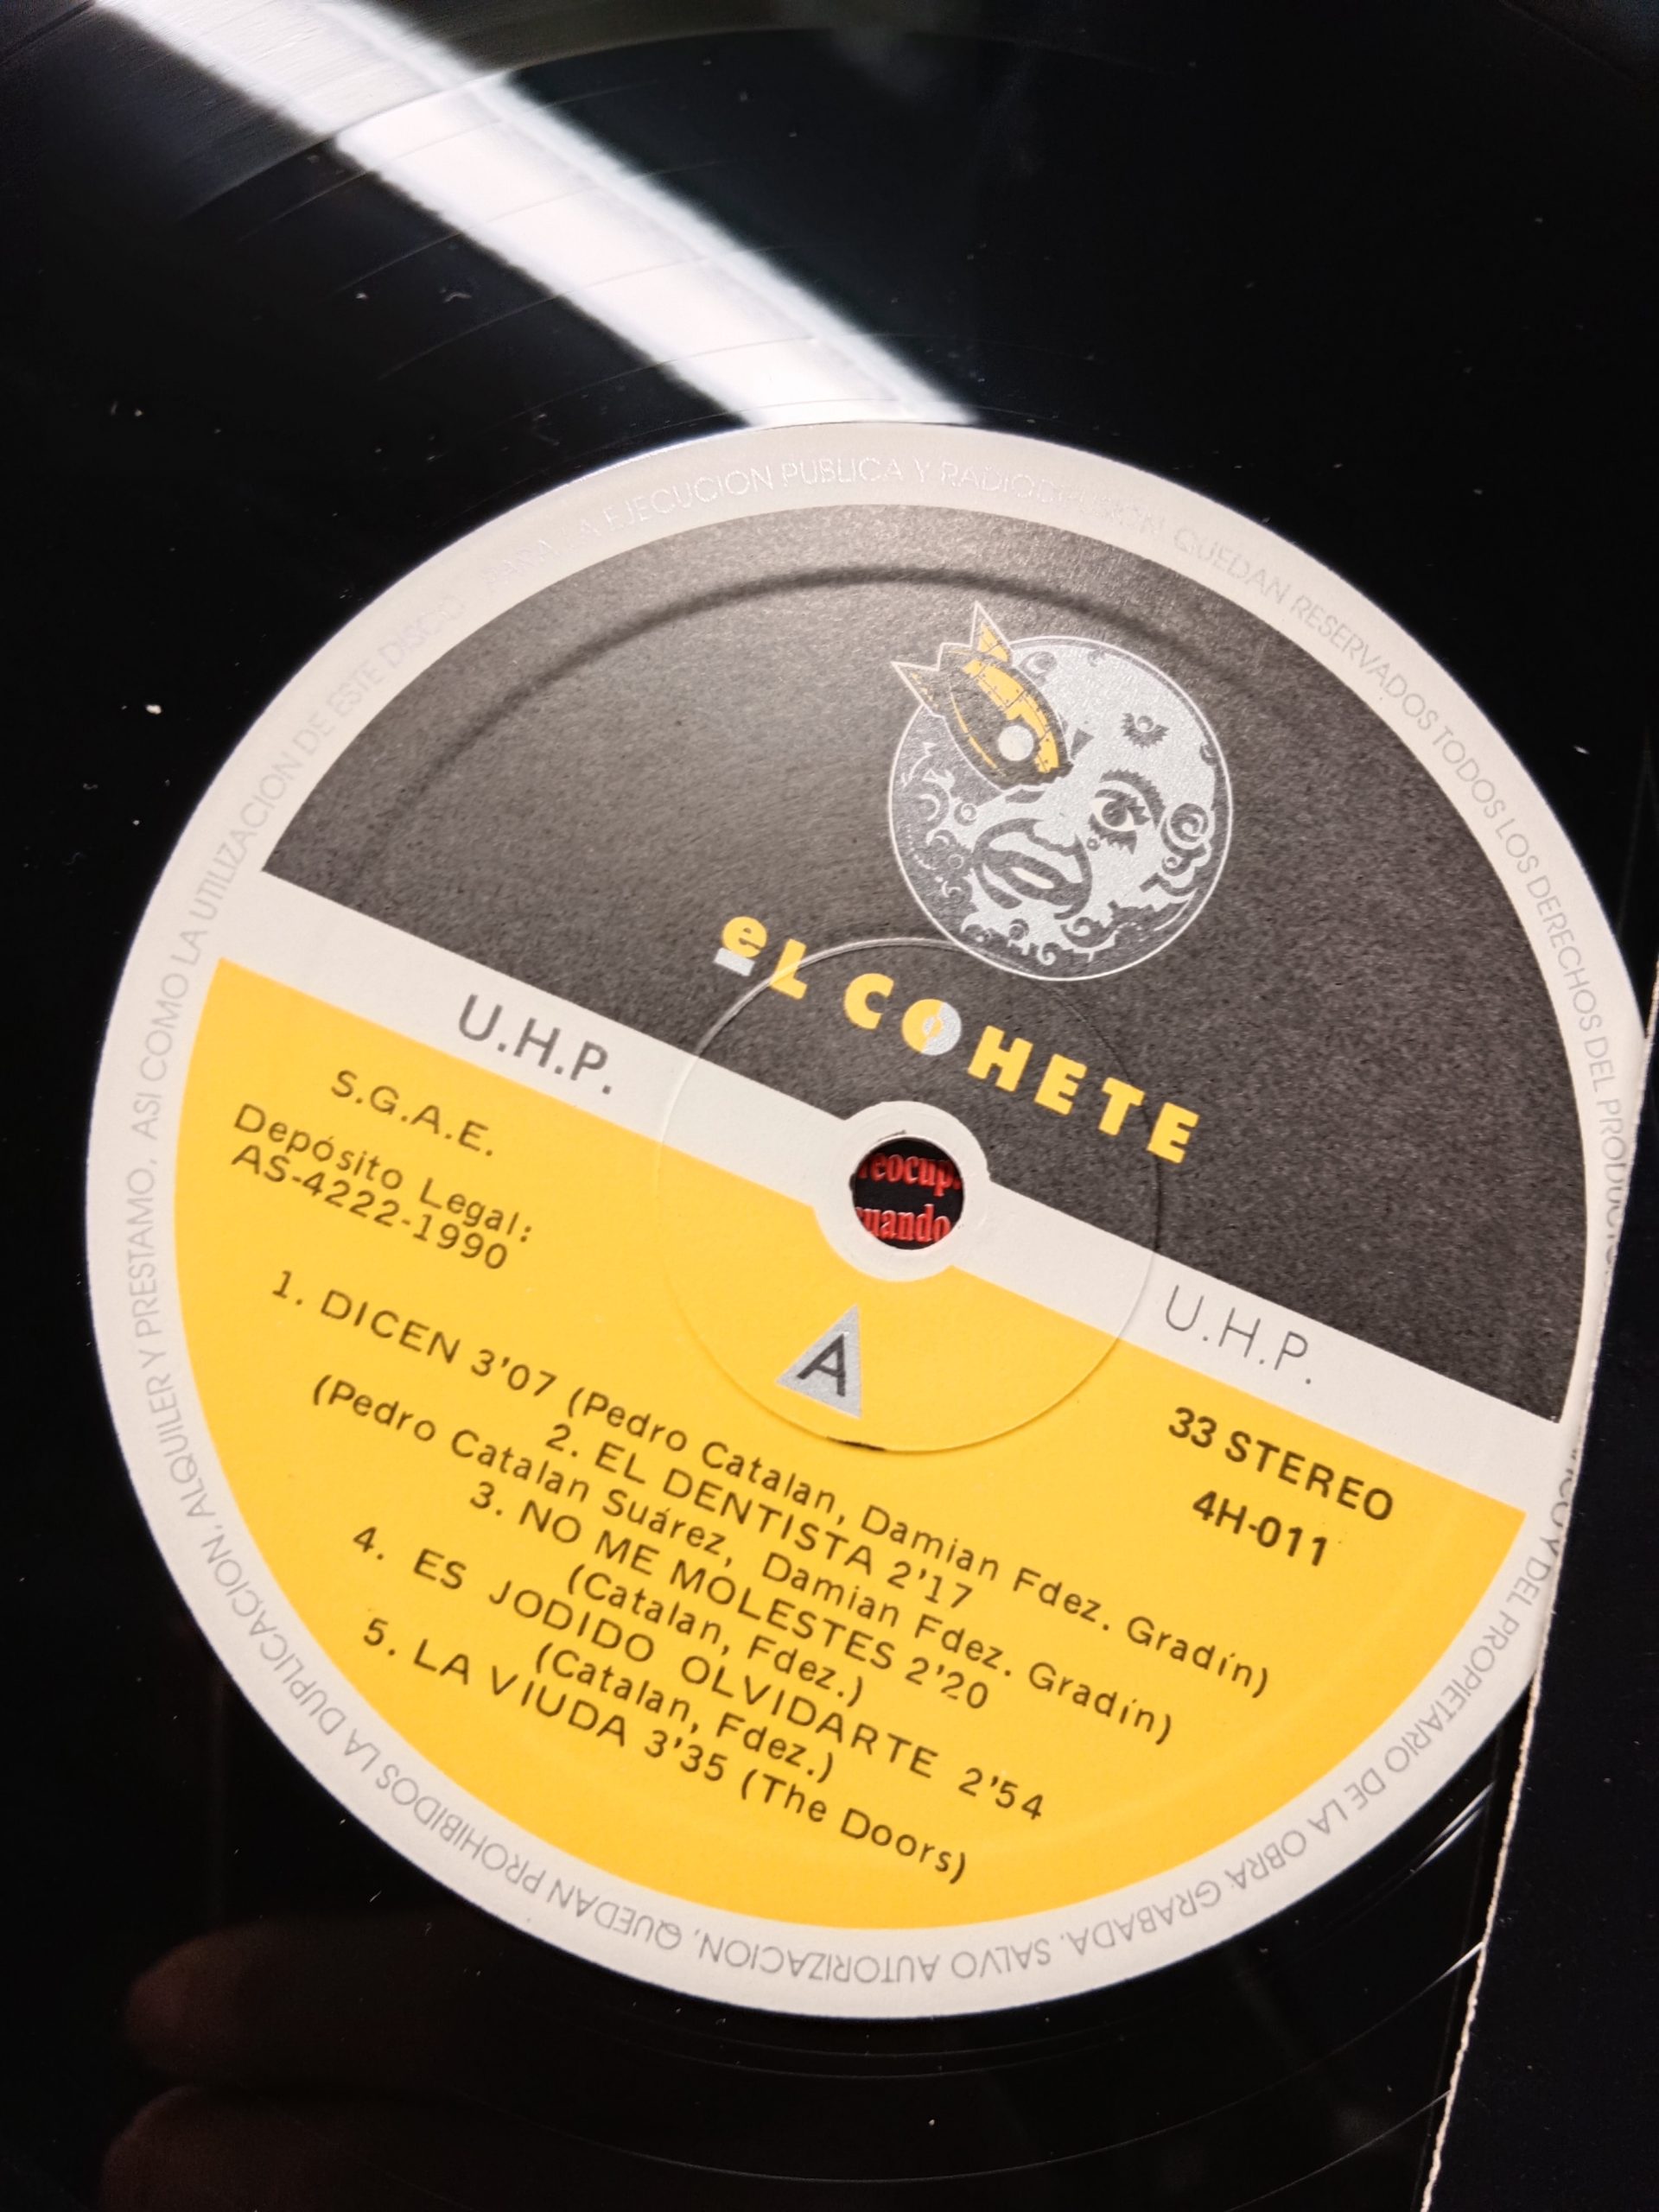 eL COHETE
U.H.P.
U.H.P.
S.G.A.E.
Depósito Legal:
AS-4222-1990
33 STEREO
4H-011
A
1. DICEN 3'07 (Pedro Catalan, Damian Fdez. Gradín)
2. EL DENTISTA 2'17
(Pedro Catalan Suárez, Damian Fdez. Gradín)
3. NO ME MOLESTES 2'20
(Catalan, Fdez.)
4. ES JODIDO OLVIDARTE 2'54
(Catalan, Fdez.)
5. LA VIUDA 3'35 (The Doors)
QUEDAN RESERVADOS TODOS LOS DERECHOS DEL Y DEL PROPIETARIO DE LA OBRA GRABADA. SALVO AUTORIZACION, QUEDAN PROHIBIDOS LA DUPLICACION, ALQUILER Y PRESTAMO, ASI COMO LA UTILIZACION DE ESTE DISCO PARA LA EJECUCION PUBLICA Y RADIODIFUSION
cuando